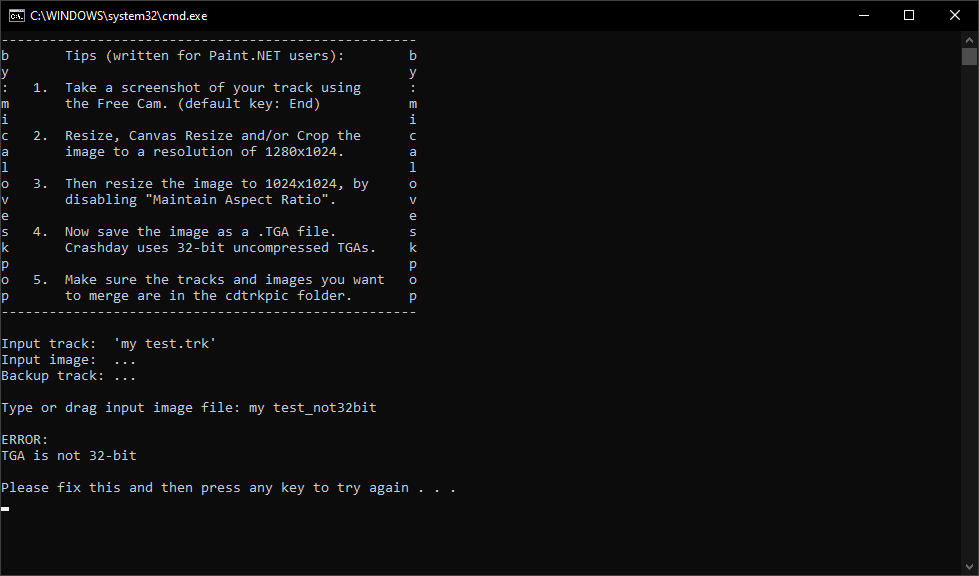 C:\WINDOWS\system32\cmd.exe
----------------------------------------------------
b       Tips (written for Paint.NET users):        b
y                                                  y
:   1.  Take a screenshot of your track using      :
m       the Free Cam. (default key: End)           m
i                                                  i
c   2.  Resize, Canvas Resize and/or Crop the      c
a       image to a resolution of 1280x1024.        a
l                                                  l
o   3.  Then resize the image to 1024x1024, by     o
v       disabling "Maintain Aspect Ratio".         v
e                                                  e
s   4.  Now save the image as a .TGA file.         s
k       Crashday uses 32-bit uncompressed TGAs.    k
p                                                  p
o   5.  Make sure the tracks and images you want   o
p       to merge are in the cdtrkpic folder.       p
----------------------------------------------------
Input track:  'my test.trk'
Input image:  ...
Backup track: ...
Type or drag input image file: my test_not32bit
ERROR:
TGA is not 32-bit
Please fix this and then press any key to try again . . .